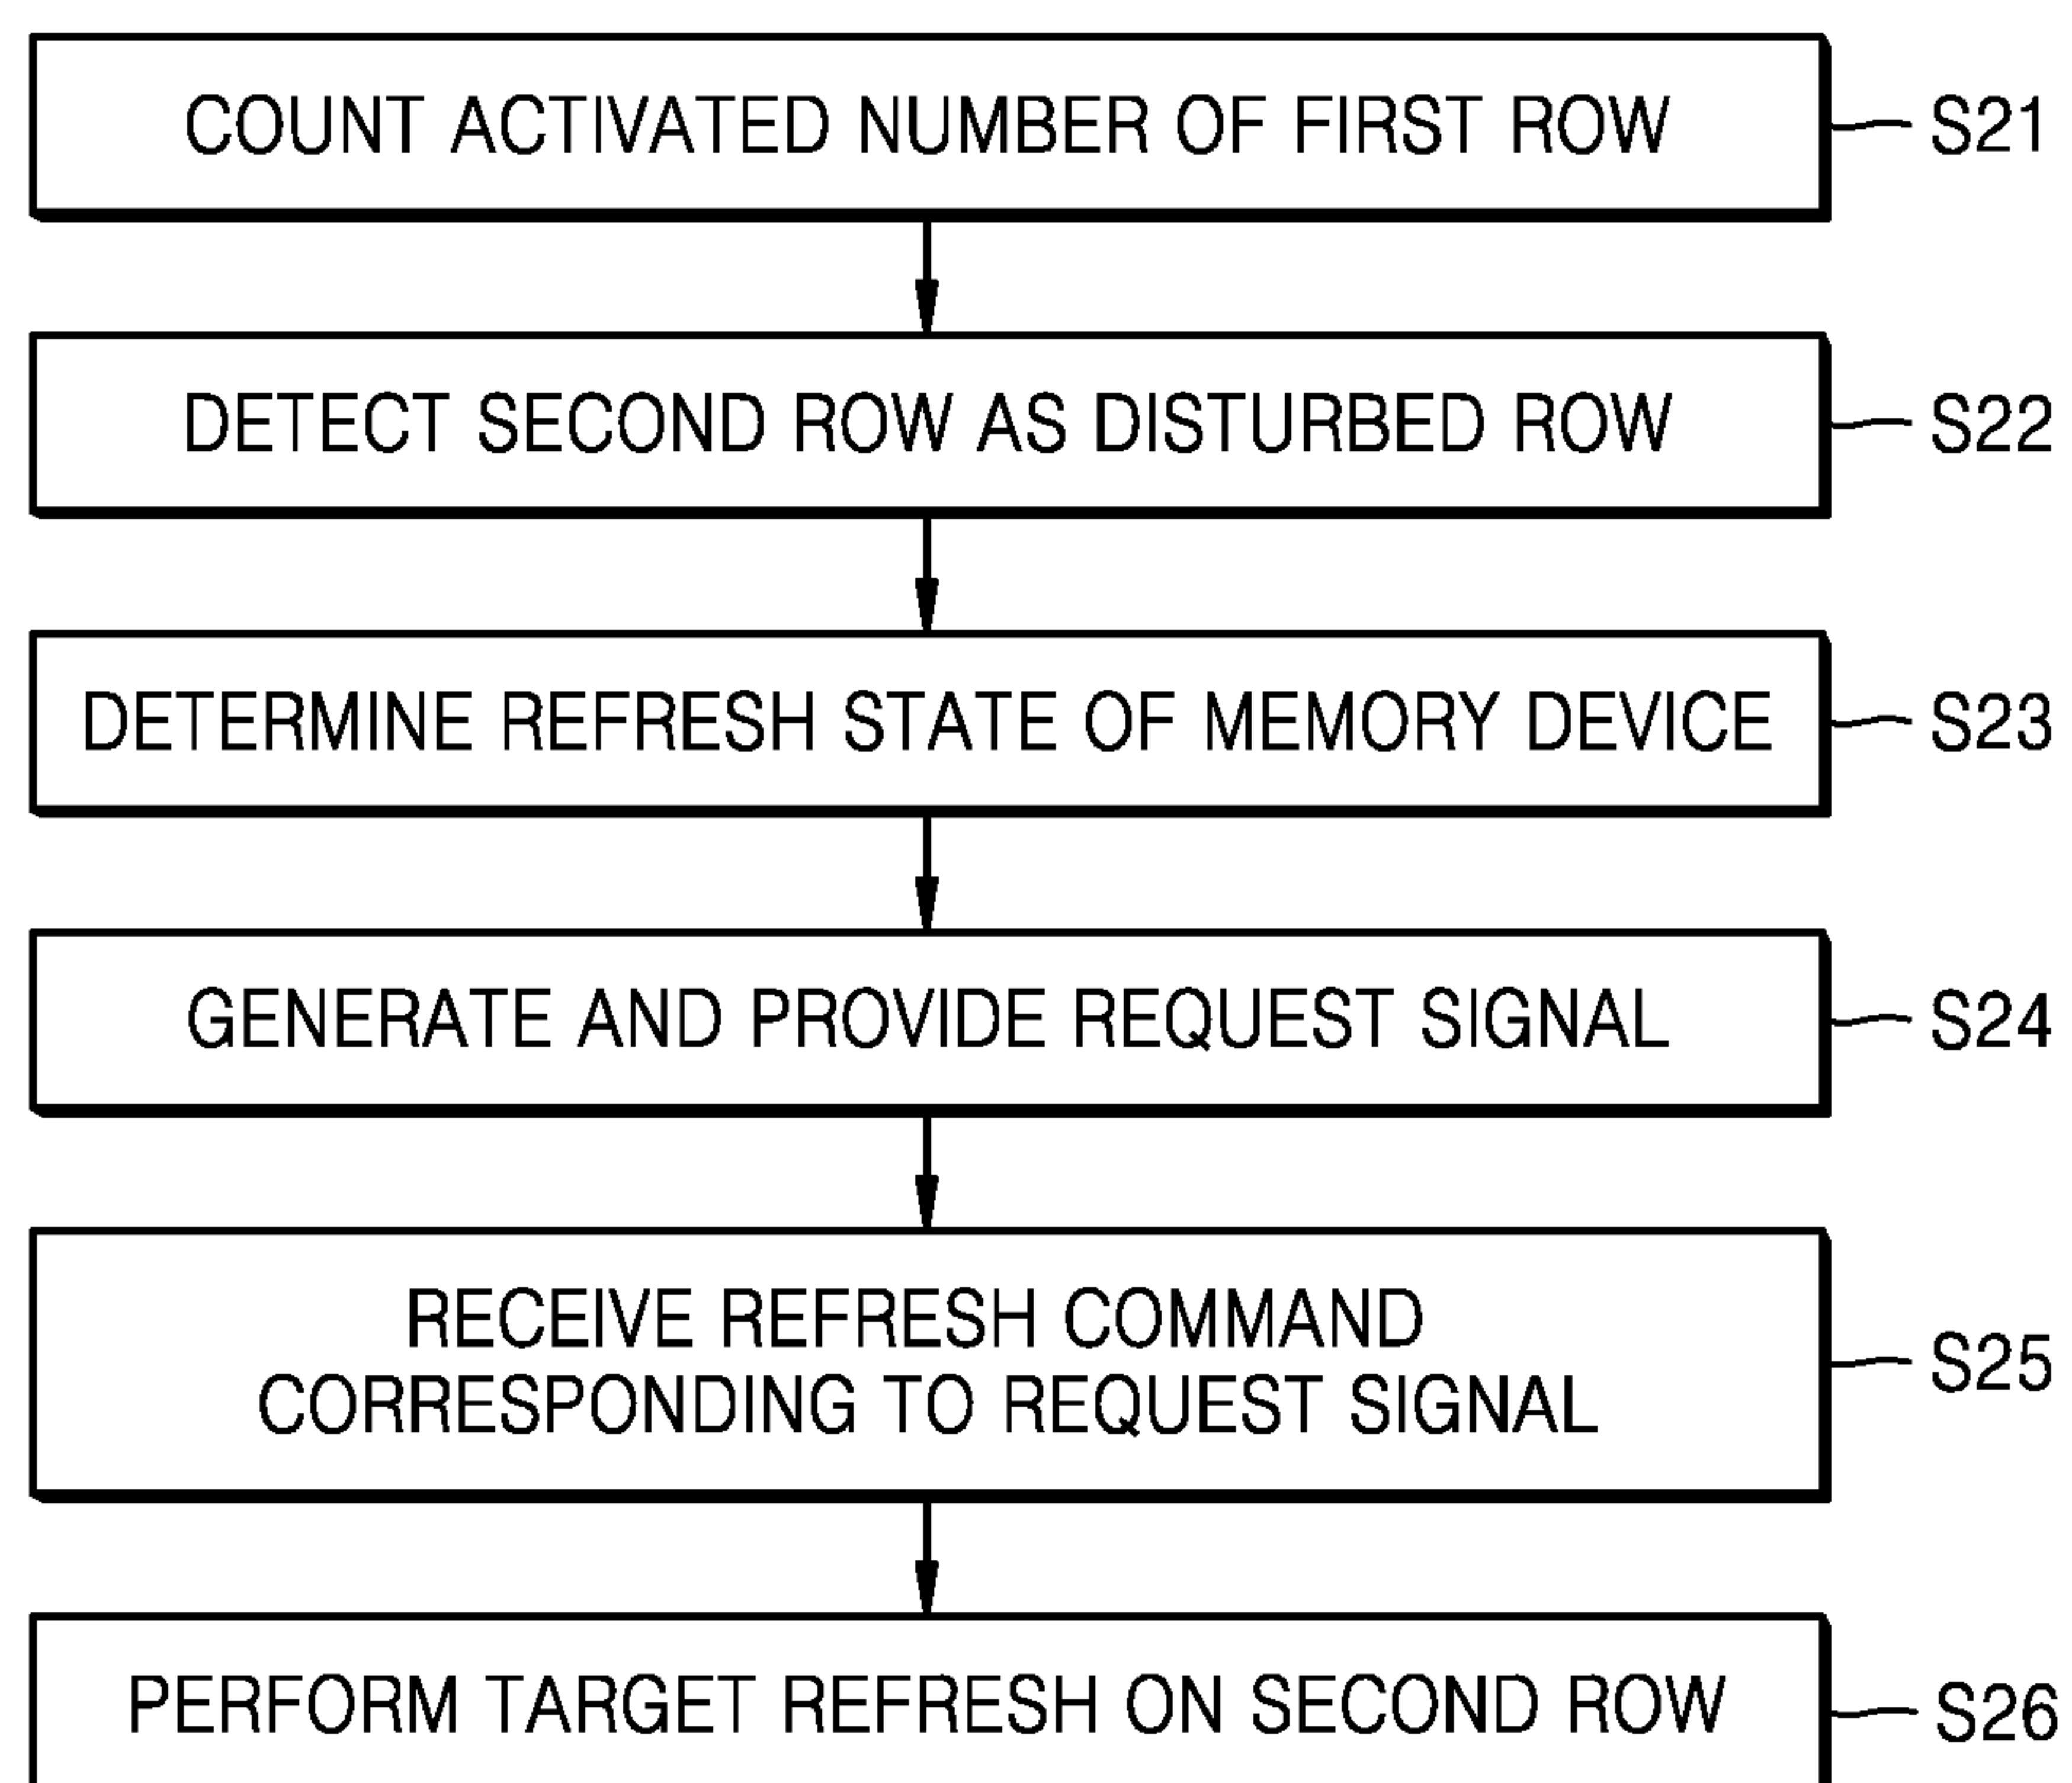 COUNT ACTIVATED NUMBER OF FIRST ROW
S21
DETECT SECOND ROW AS DISTURBED ROW
S22
DETERMINE REFRESH STATE OF MEMORY DEVICE
S23
GENERATE AND PROVIDE REQUEST SIGNAL
S24
RECEIVE REFRESH COMMAND
CORRESPONDING TO REQUEST SIGNAL
S25
PERFORM TARGET REFRESH ON SECOND ROW
S26